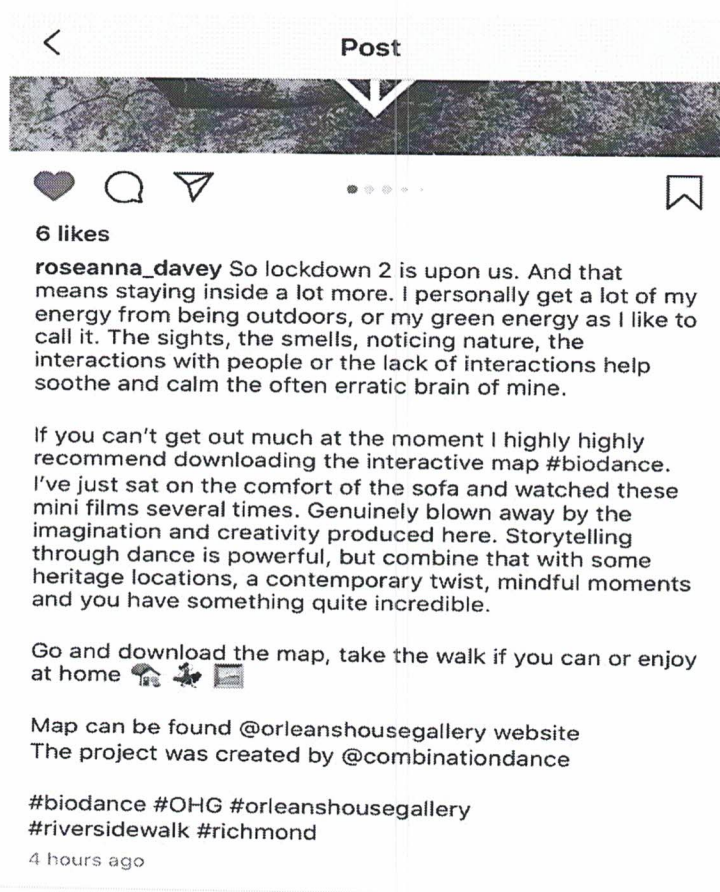 Post
6 likes
roseanna_davey So lockdown 2 is upon us. And that
means staying inside a lot more. I personally get a lot of my
energy from being outdoors, or my green energy as I like to
call it. The sights, the smells, noticing nature, the
interactions with people or the lack of interactions help
soothe and calm the often erratic brain of mine.
If you can't get out much at the moment I highly highly
recommend downloading the interactive map #biodance.
I've just sat on the comfort of the sofa and watched these
mini films several times. Genuinely blown away by the
imagination and creativity produced here. Storytelling
through dance is powerful, but combine that with some
heritage locations, a contemporary twist, mindful moments
and you have something quite incredible.
Go and download the map, take the walk if you can or enjoy
at home
Map can be found @orleanshousegallery website
The project was created by @combinationdance
#biodance #OHG #orleanshousegallery
#riversidewalk #richmond
4 hours ago